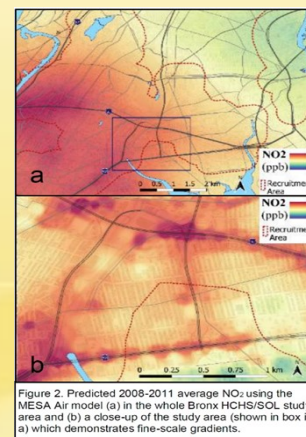 NO2
(ppb)
Recruitme
Area
a
0 0.5 1 1.5 2 km
N
NO2
(ppb)
Recruitme
Area
b
0 0.25 0.5 0.75 1 km
N
Figure 2. Predicted 2008-2011 average NO₂ using the
MESA Air model (a) in the whole Bronx HCHS/SOL stud
area and (b) a close-up of the study area (shown in box i
a) which demonstrates fine-scale gradients.